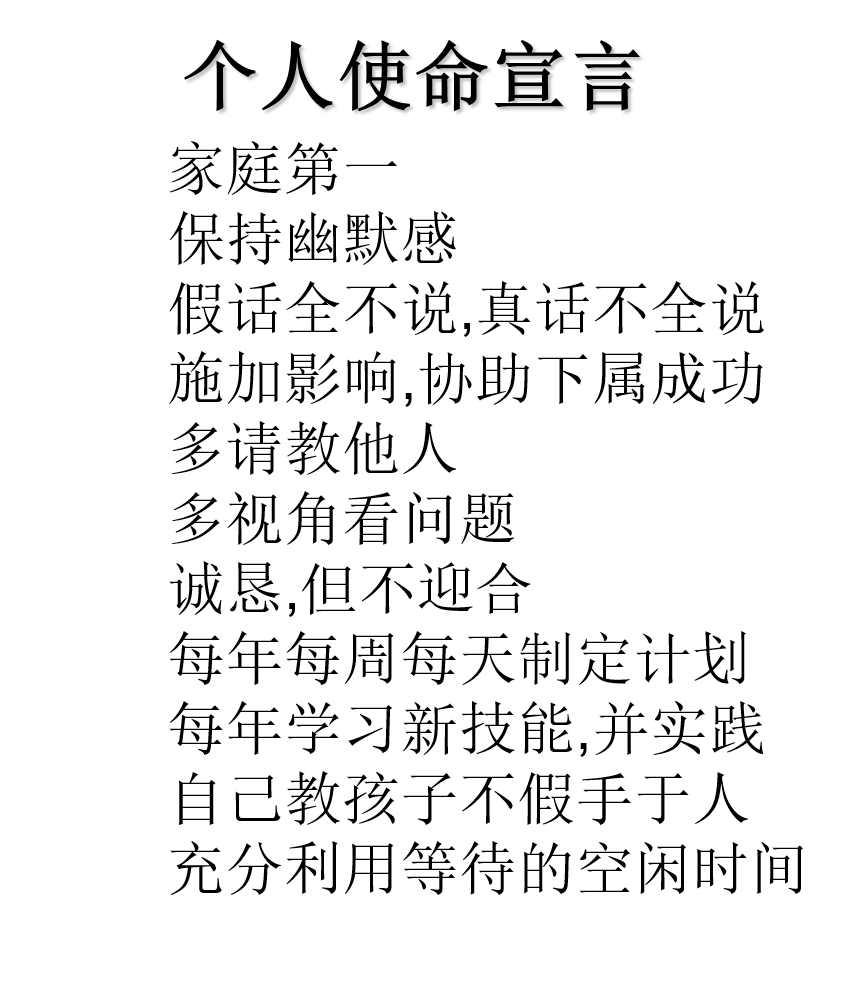 个人使命宣言
家庭第一
保持幽默感
假话全不说,真话不全说
施加影响,协助下属成功
多请教他人
多视角看问题
诚恳,但不迎合
每年每周每天制定计划
每年学习新技能,并实践
自己教孩子不假手于人
充分利用等待的空闲时间